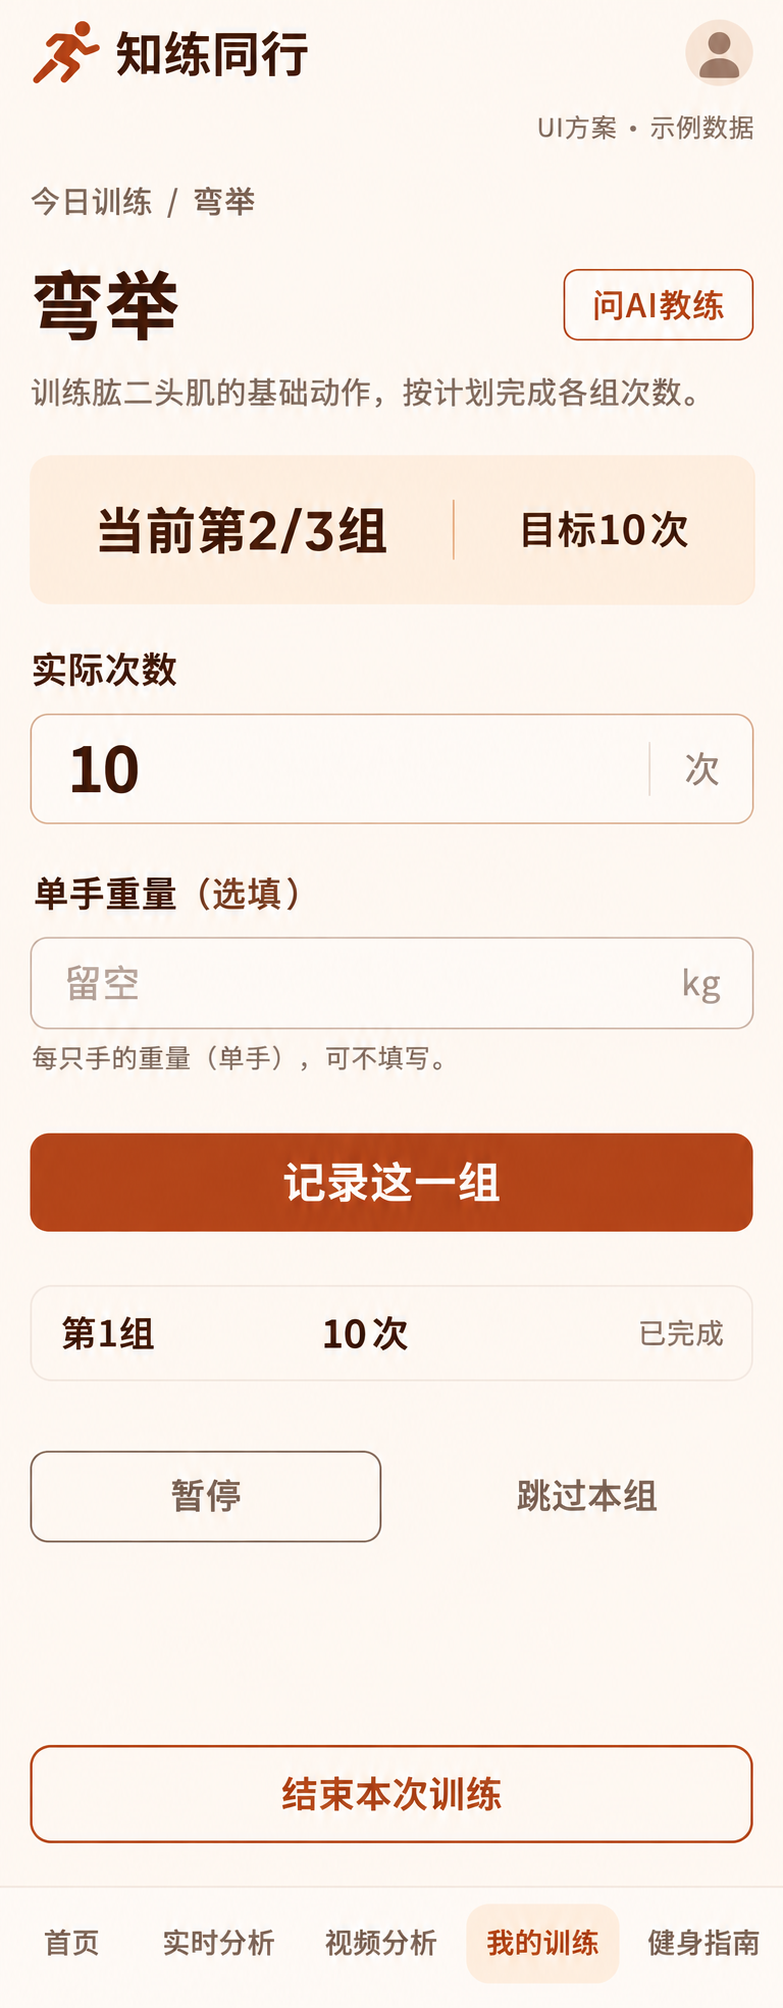 知练同行
UI方案 • 示例数据
今日训练 / 弯举
弯举
问AI教练
训练肱二头肌的基础动作，按计划完成各组次数。
当前第2/3组
目标10次
实际次数
10
次
单手重量（选填）
留空
kg
每只手的重量（单手），可不填写。
记录这一组
第1组 10次 已完成
暂停 跳过本组
结束本次训练
首页 实时分析 视频分析 我的训练 健身指南